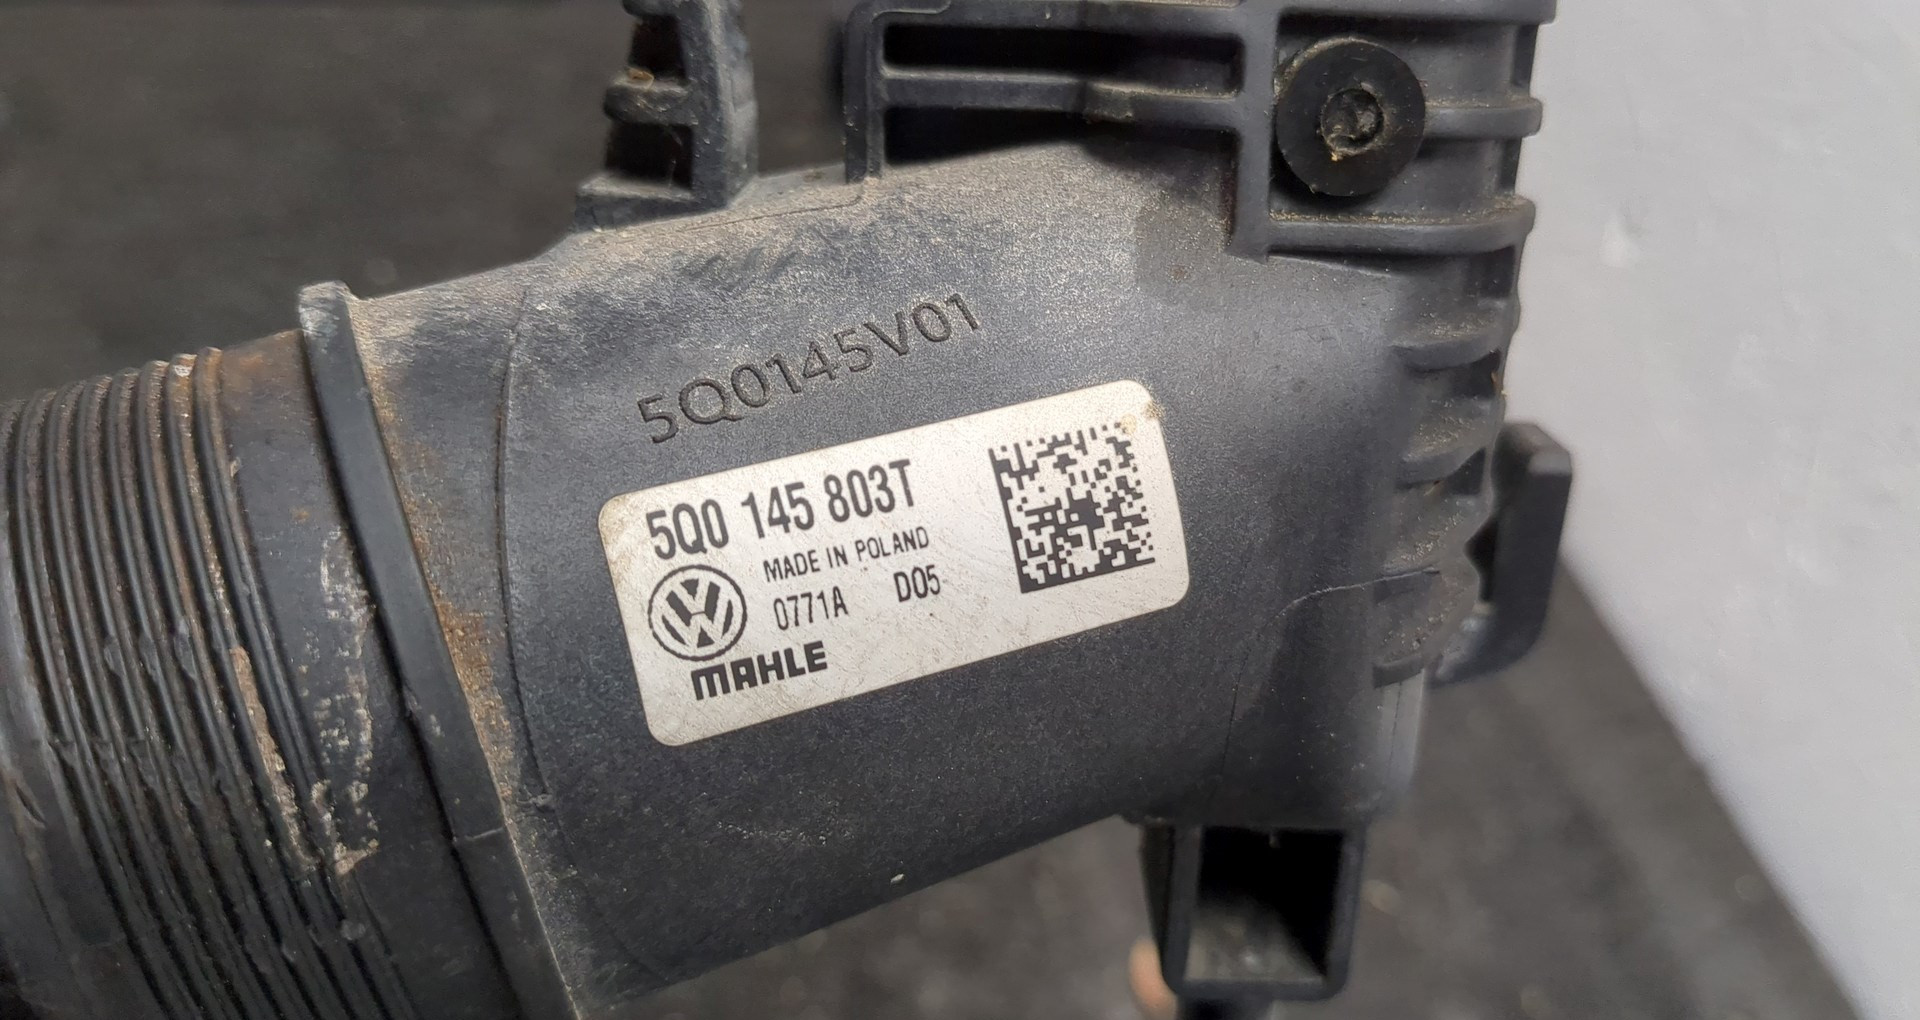 5Q0145V01
5Q0 145 803T
MADE IN POLAND
0771A D05
MAHLE